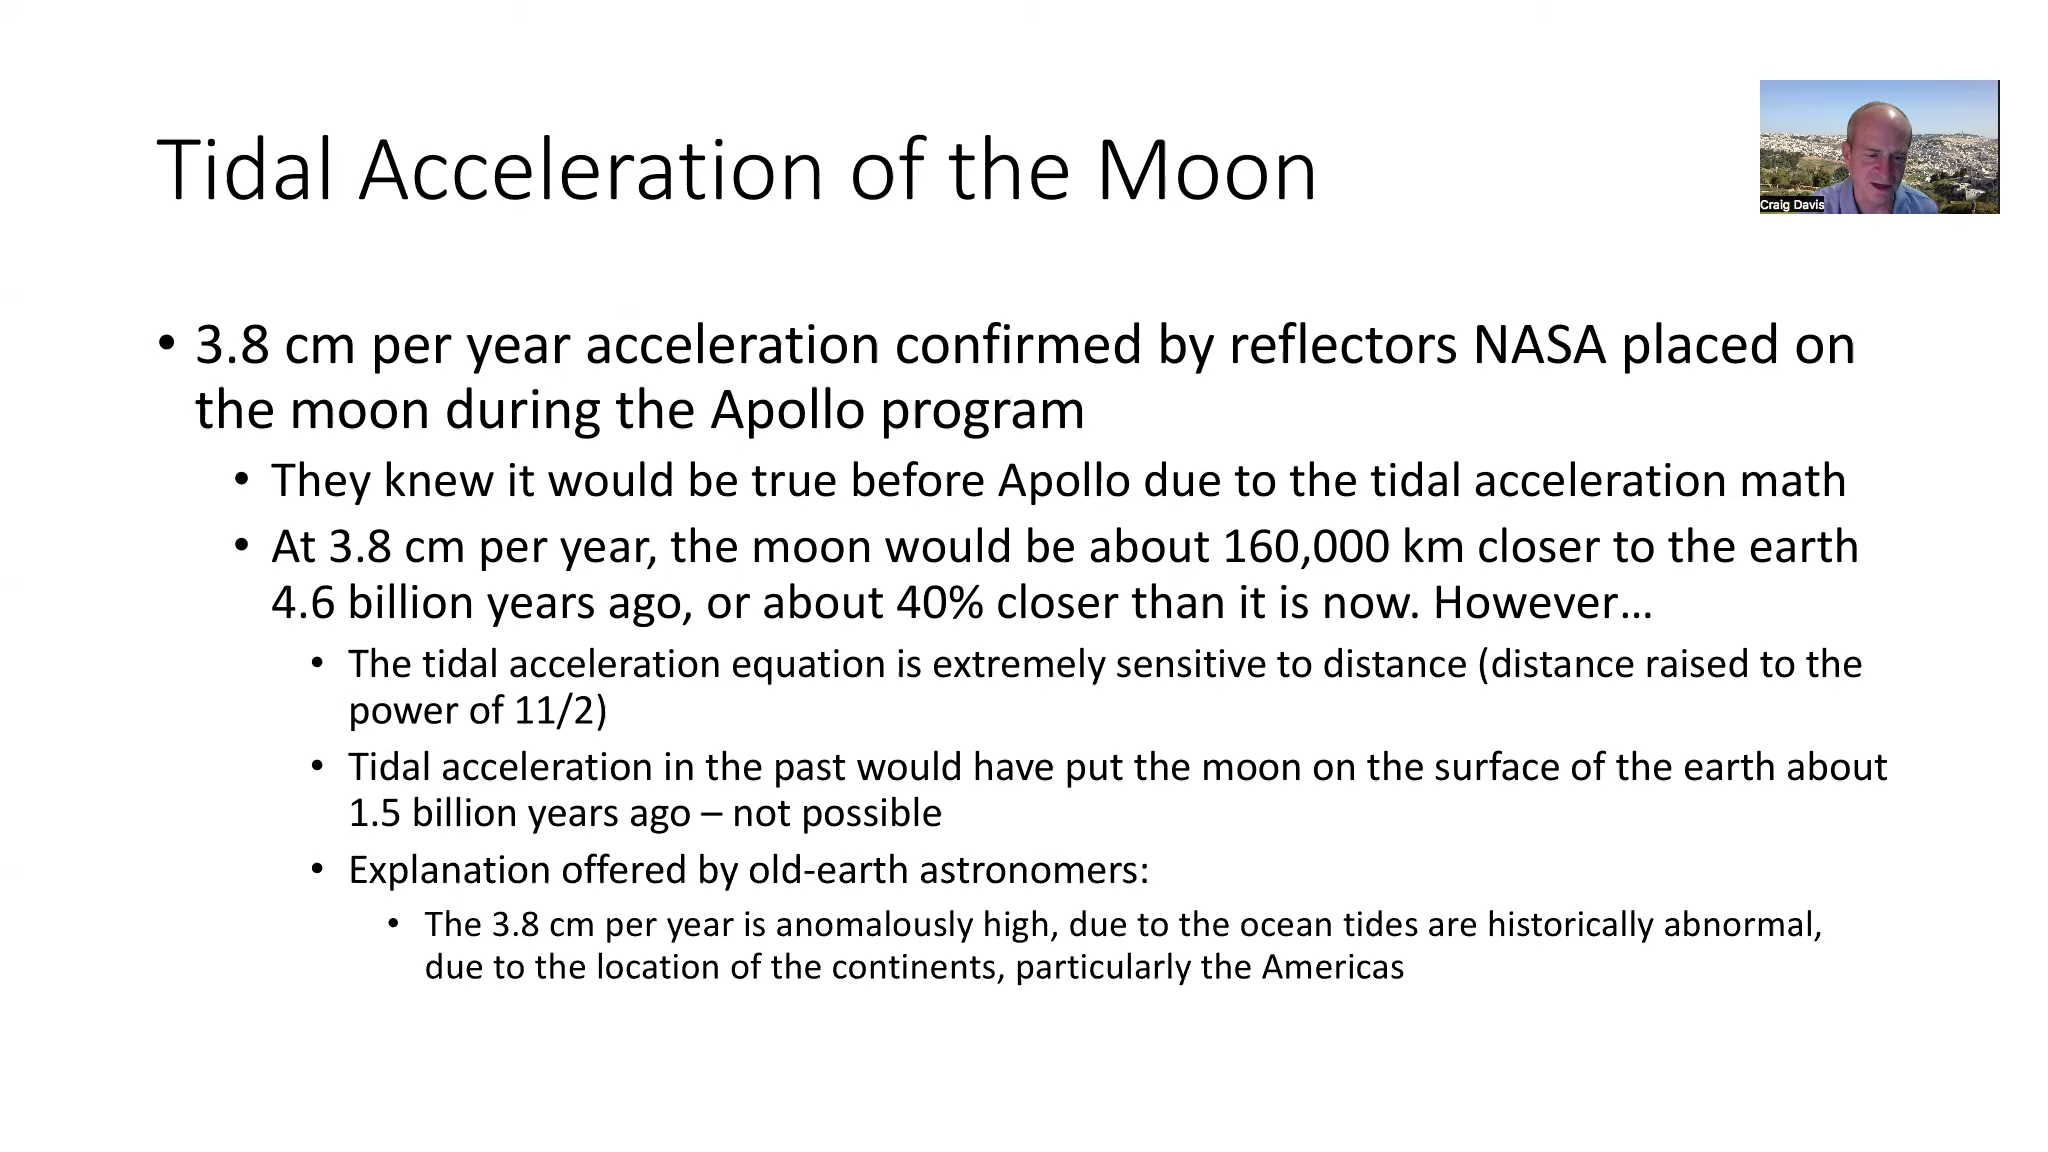 Tidal Acceleration of the Moon
Craig Davis
• 3.8 cm per year acceleration confirmed by reflectors NASA placed on
the moon during the Apollo program
• They knew it would be true before Apollo due to the tidal acceleration math
• At 3.8 cm per year, the moon would be about 160,000 km closer to the earth
4.6 billion years ago, or about 40% closer than it is now. However…
• The tidal acceleration equation is extremely sensitive to distance (distance raised to the
power of 11/2)
• Tidal acceleration in the past would have put the moon on the surface of the earth about
1.5 billion years ago – not possible
• Explanation offered by old-earth astronomers:
• The 3.8 cm per year is anomalously high, due to the ocean tides are historically abnormal,
due to the location of the continents, particularly the Americas